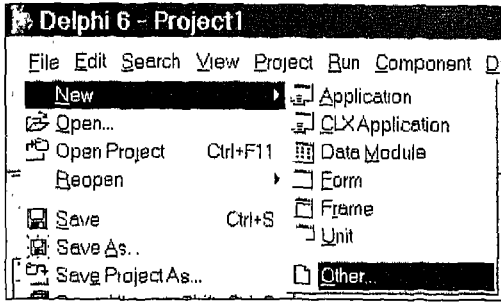 Delphi 6 - Project1
File Edit Search View Project Run Component D
New
Open...
Open Project Ctrl+F11
Reopen
Save Ctrl+S
Save As..
Save Project As...
Application
CLX Application
Data Module
Form
Frame
Unit
Other...